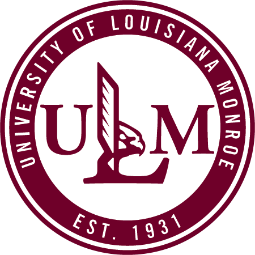 UNIVERSITY OF LOUISIANA MONROE
ULM
EST. 1931